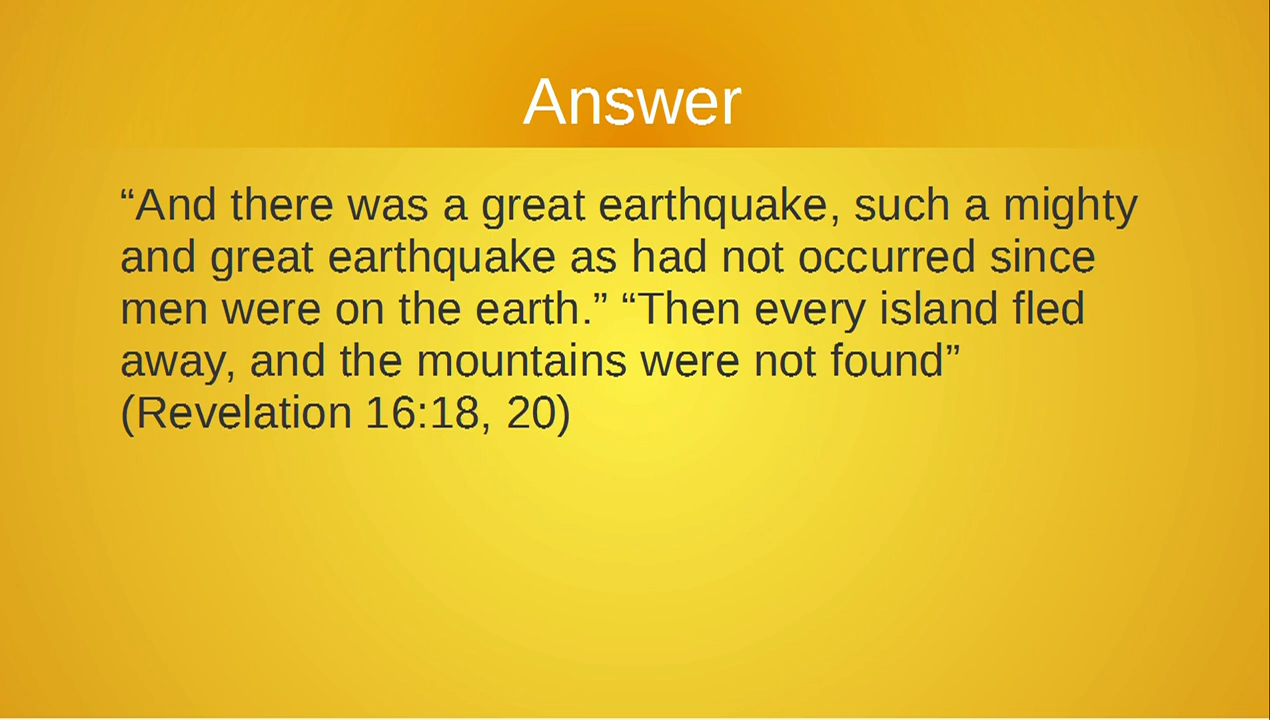 Answer
“And there was a great earthquake, such a mighty
and great earthquake as had not occurred since
men were on the earth.” “Then every island fled
away, and the mountains were not found”
(Revelation 16:18, 20)